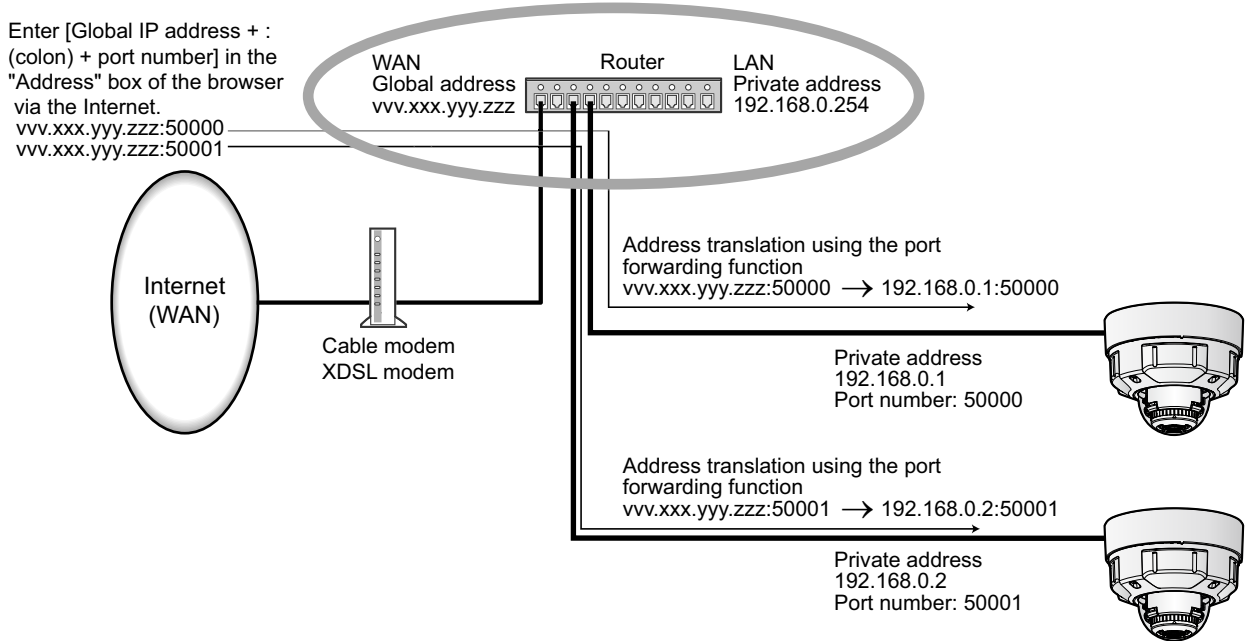 Enter [Global IP address + :
(colon) + port number] in the
"Address" box of the browser
via the Internet.
vvv.xxx.yyy.zzz:50000
vvv.xxx.yyy.zzz:50001
WAN
Global address
vvv.xxx.yyy.zzz
Router
LAN
Private address
192.168.0.254
Internet
(WAN)
Cable modem
XDSL modem
Address translation using the port
forwarding function
vvv.xxx.yyy.zzz:50000 → 192.168.0.1:50000
Private address
192.168.0.1
Port number: 50000
Address translation using the port
forwarding function
vvv.xxx.yyy.zzz:50001 → 192.168.0.2:50001
Private address
192.168.0.2
Port number: 50001